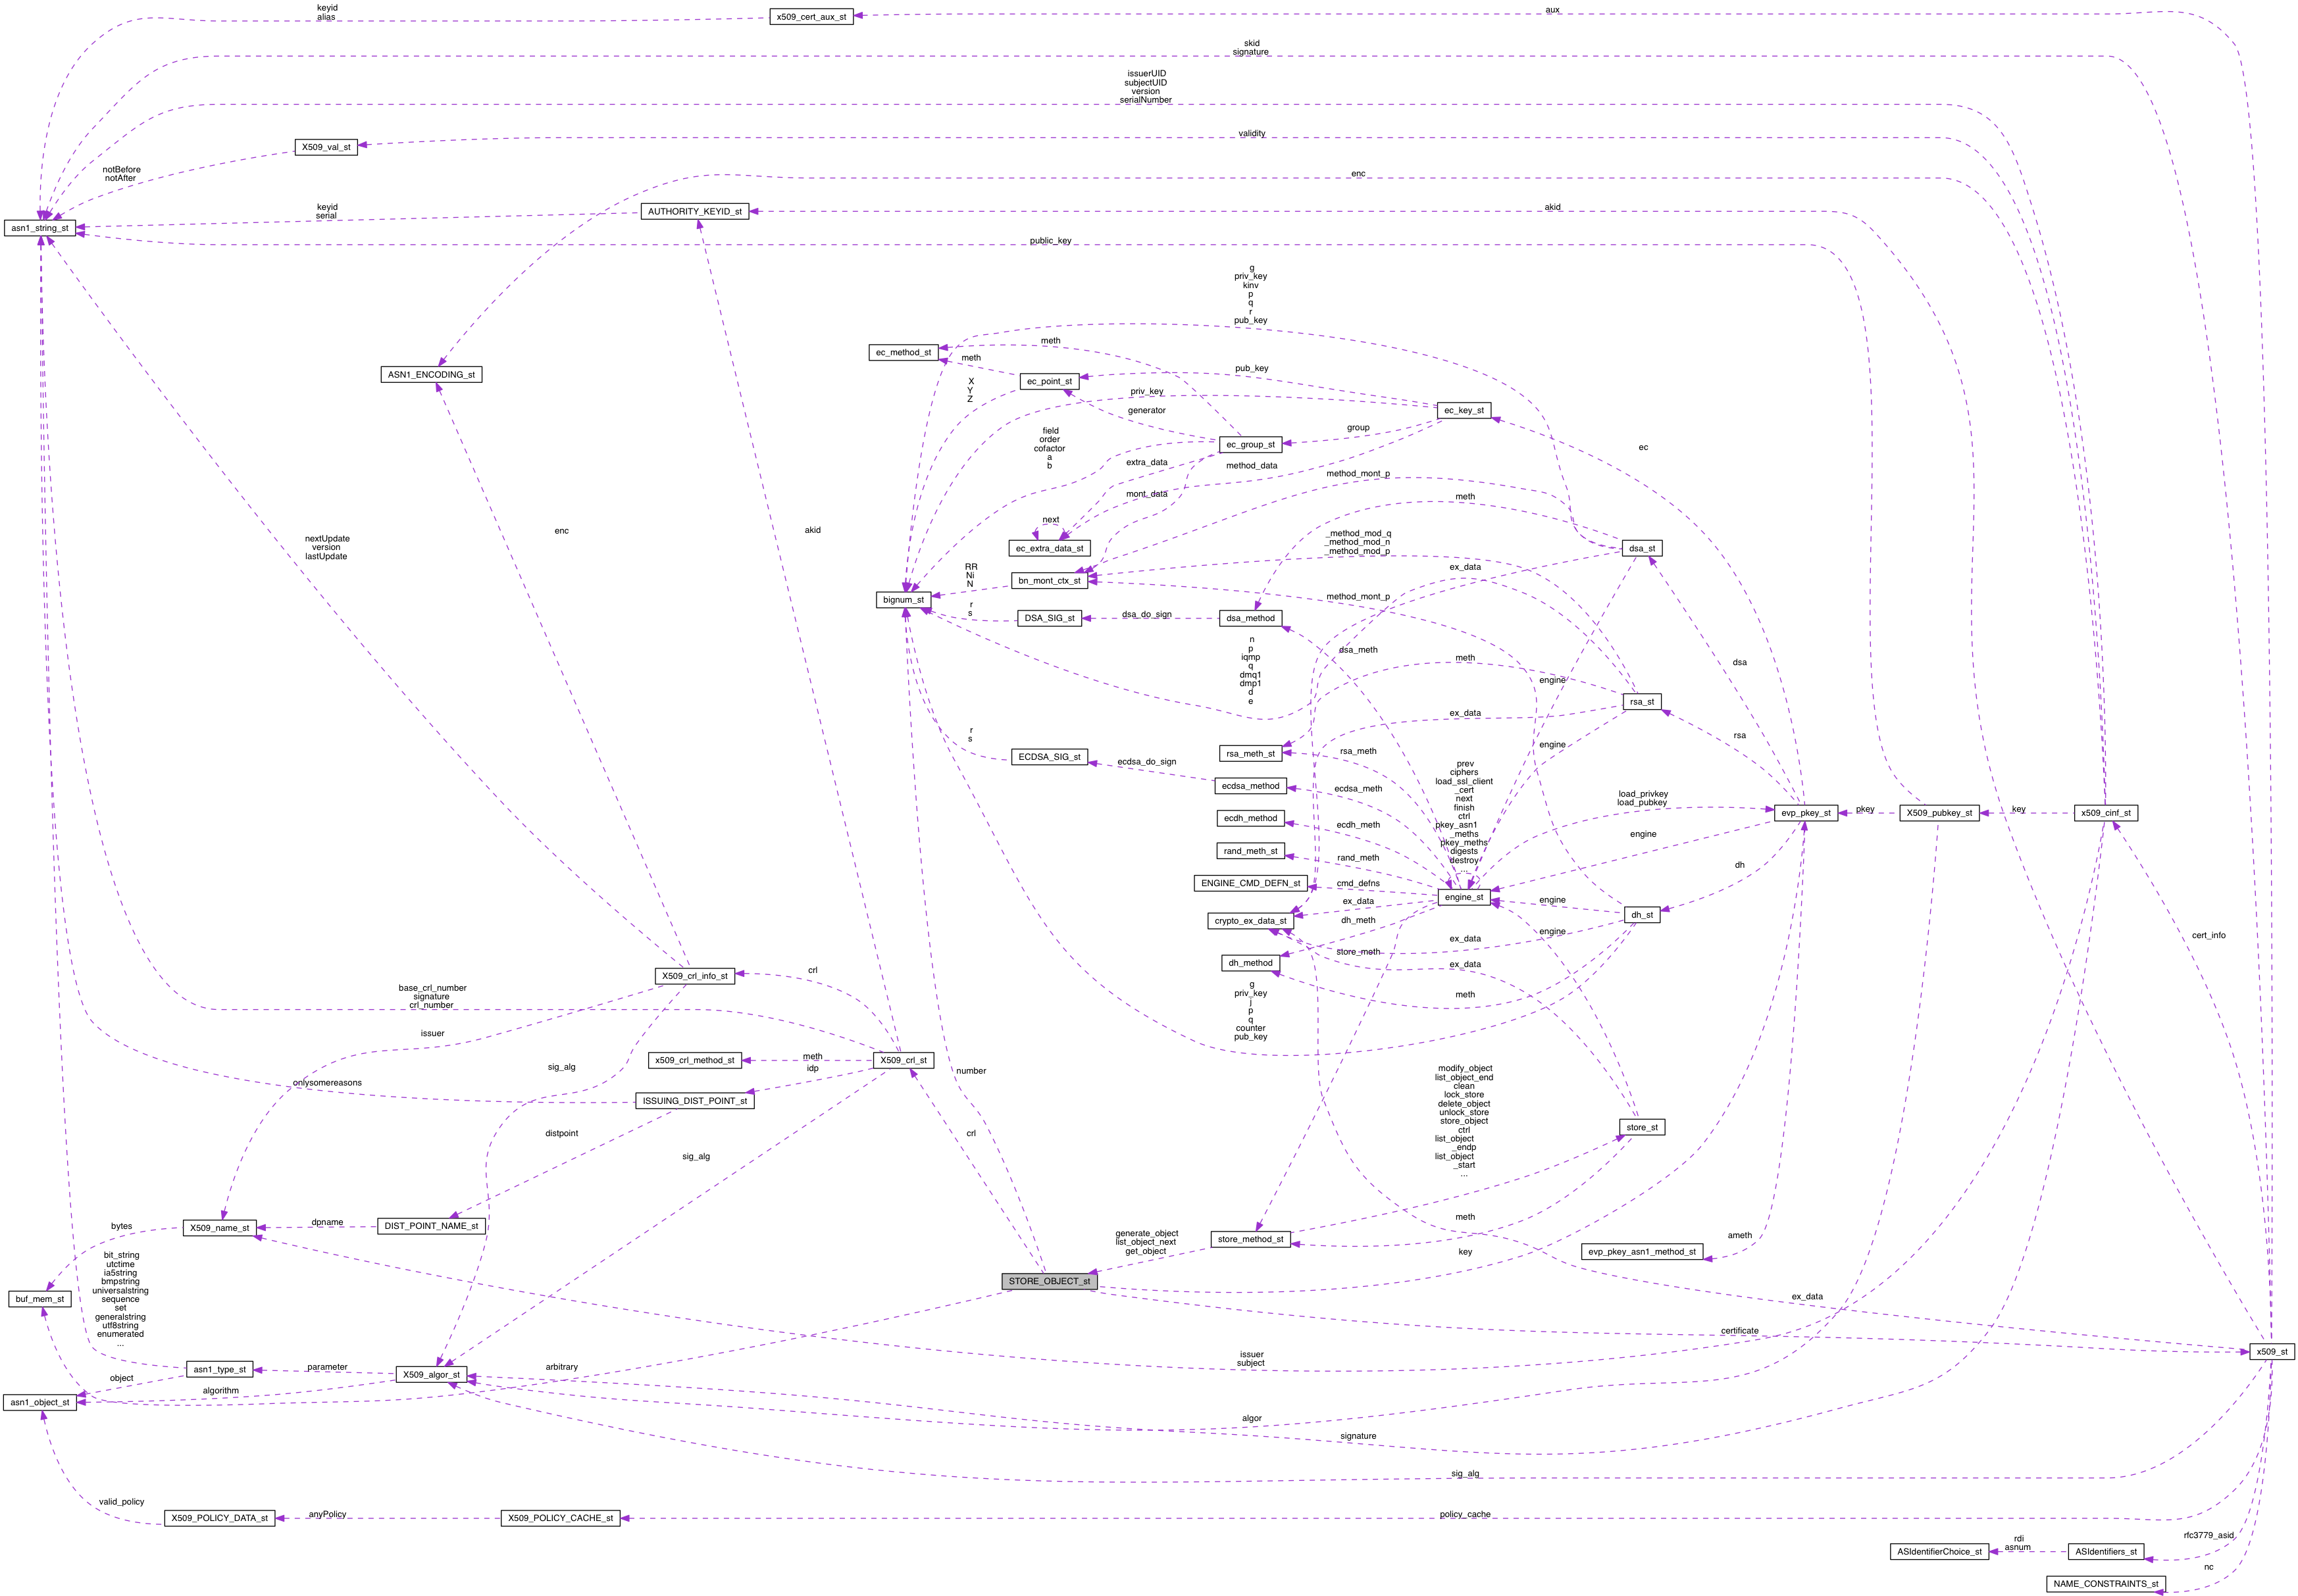 keyid
alias
x509_cert_aux_st
aux
skid
signature
issuerUID
subjectUID
version
serialNumber
validity
X509_val_st
notBefore
notAfter
enc
keyid
serial
AUTHORITY_KEYID_st
akid
asn1_string_st
public_key
g
priv_key
kinv
p
q
r
pub_key
ec_method_st
meth
meth
ASN1_ENCODING_st
ec_point_st
pub_key
X
Y
Z
priv_key
generator
ec_key_st
field
order
cofactor
a
b
ec_group_st
group
ec
extra_data
method_data
method_mont_p
mont_data
meth
next
ec_extra_data_st
_method_mod_q
_method_mod_n
_method_mod_p
dsa_st
enc
akid
nextUpdate
version
lastUpdate
RR
Ni
N
bn_mont_ctx_st
ex_data
bignum_st
method_mont_p
r
s
DSA_SIG_st
dsa_do_sign
dsa_method
n
p
iqmp
q
dmq1
dmp1
d
e
dsa_meth
meth
dsa
engine
rsa_st
ex_data
r
s
ECDSA_SIG_st
ecdsa_do_sign
rsa_meth_st
rsa_meth
engine
rsa
ecdsa_method
ecdsa_meth
prev
ciphers
load_ssl_client
_cert
next
finish
ctrl
pkey_asn1
_meths
pkey_meths
digests
destroy
...
load_privkey
load_pubkey
evp_pkey_st
pkey
X509_pubkey_st
key
x509_cinf_st
ecdh_method
ecdh_meth
engine
rand_meth_st
rand_meth
dh
ENGINE_CMD_DEFN_st
cmd_defns
engine_st
crypto_ex_data_st
ex_data
engine
dh_st
dh_meth
engine
ex_data
cert_info
dh_method
store_meth
ex_data
X509_crl_info_st
crl
base_crl_number
signature
crl_number
g
priv_key
j
p
q
counter
pub_key
meth
issuer
x509_crl_method_st
meth
idp
X509_crl_st
sig_alg
onlysomereasons
number
ISSUING_DIST_POINT_st
modify_object
list_object_end
clean
lock_store
delete_object
unlock_store
store_object
ctrl
list_object
_endp
list_object
_start
...
store_st
distpoint
crl
sig_alg
X509_name_st
dpname
DIST_POINT_NAME_st
bytes
meth
generate_object
list_object_next
get_object
store_method_st
key
evp_pkey_asn1_method_st
ameth
bit_string
utctime
ia5string
bmpstring
universalstring
sequence
set
generalstring
utf8string
enumerated
...
STORE_OBJECT_st
buf_mem_st
ex_data
certificate
x509_st
issuer
subject
asn1_type_st
parameter
X509_algor_st
arbitrary
object
algorithm
asn1_object_st
algor
signature
sig_alg
valid_policy
X509_POLICY_DATA_st
anyPolicy
X509_POLICY_CACHE_st
policy_cache
rfc3779_asid
ASIdentifierChoice_st
rdi
asnum
ASIdentifiers_st
nc
NAME_CONSTRAINTS_st